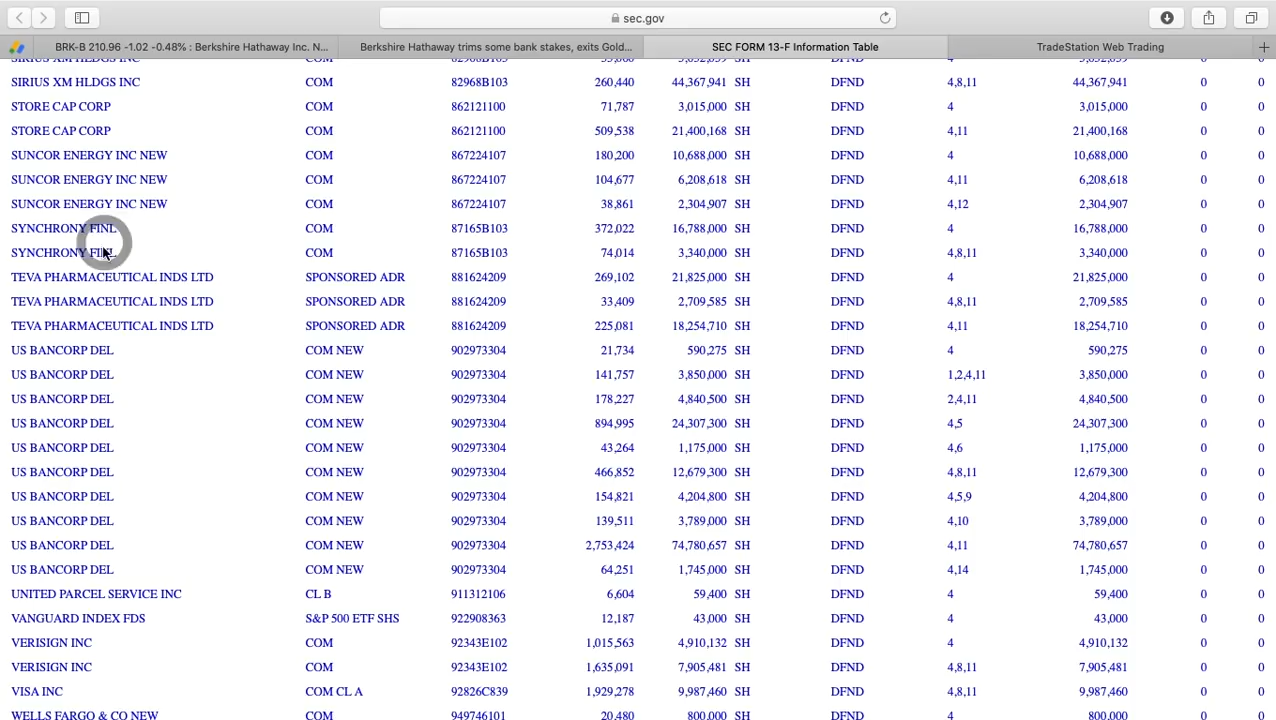 sec.gov
BRK-B 210.96 -1.02 -0.48% : Berkshire Hathaway Inc. N...
Berkshire Hathaway trims some bank stakes, exits Gold...
SEC FORM 13-F Information Table
TradeStation Web Trading
SIRIUS XM HLDGS INC COM 82968B103 SH DFND 4 0 0
SIRIUS XM HLDGS INC COM 82968B103 260,440 44,367,941 SH DFND 4,8,11 44,367,941 0 0
STORE CAP CORP COM 862121100 71,787 3,015,000 SH DFND 4 3,015,000 0 0
STORE CAP CORP COM 862121100 509,538 21,400,168 SH DFND 4,11 21,400,168 0 0
SUNCOR ENERGY INC NEW COM 867224107 180,200 10,688,000 SH DFND 4 10,688,000 0 0
SUNCOR ENERGY INC NEW COM 867224107 104,677 6,208,618 SH DFND 4,11 6,208,618 0 0
SUNCOR ENERGY INC NEW COM 867224107 38,861 2,304,907 SH DFND 4,12 2,304,907 0 0
SYNCHRONY FINL COM 87165B103 372,022 16,788,000 SH DFND 4 16,788,000 0 0
SYNCHRONY FINL COM 87165B103 74,014 3,340,000 SH DFND 4,8,11 3,340,000 0 0
TEVA PHARMACEUTICAL INDS LTD SPONSORED ADR 881624209 269,102 21,825,000 SH DFND 4 21,825,000 0 0
TEVA PHARMACEUTICAL INDS LTD SPONSORED ADR 881624209 33,409 2,709,585 SH DFND 4,8,11 2,709,585 0 0
TEVA PHARMACEUTICAL INDS LTD SPONSORED ADR 881624209 225,081 18,254,710 SH DFND 4,11 18,254,710 0 0
US BANCORP DEL COM NEW 902973304 21,734 590,275 SH DFND 4 590,275 0 0
US BANCORP DEL COM NEW 902973304 141,757 3,850,000 SH DFND 1,2,4,11 3,850,000 0 0
US BANCORP DEL COM NEW 902973304 178,227 4,840,500 SH DFND 2,4,11 4,840,500 0 0
US BANCORP DEL COM NEW 902973304 894,995 24,307,300 SH DFND 4,5 24,307,300 0 0
US BANCORP DEL COM NEW 902973304 43,264 1,175,000 SH DFND 4,6 1,175,000 0 0
US BANCORP DEL COM NEW 902973304 466,852 12,679,300 SH DFND 4,8,11 12,679,300 0 0
US BANCORP DEL COM NEW 902973304 154,821 4,204,800 SH DFND 4,5,9 4,204,800 0 0
US BANCORP DEL COM NEW 902973304 139,511 3,789,000 SH DFND 4,10 3,789,000 0 0
US BANCORP DEL COM NEW 902973304 2,753,424 74,780,657 SH DFND 4,11 74,780,657 0 0
US BANCORP DEL COM NEW 902973304 64,251 1,745,000 SH DFND 4,14 1,745,000 0 0
UNITED PARCEL SERVICE INC CL B 911312106 6,604 59,400 SH DFND 4 59,400 0 0
VANGUARD INDEX FDS S&P 500 ETF SHS 922908363 12,187 43,000 SH DFND 4 43,000 0 0
VERISIGN INC COM 92343E102 1,015,563 4,910,132 SH DFND 4 4,910,132 0 0
VERISIGN INC COM 92343E102 1,635,091 7,905,481 SH DFND 4,8,11 7,905,481 0 0
VISA INC COM CL A 92826C839 1,929,278 9,987,460 SH DFND 4,8,11 9,987,460 0 0
WELLS FARGO & CO NEW COM 949746101 20,480 800,000 SH DFND 4 800,000 0 0